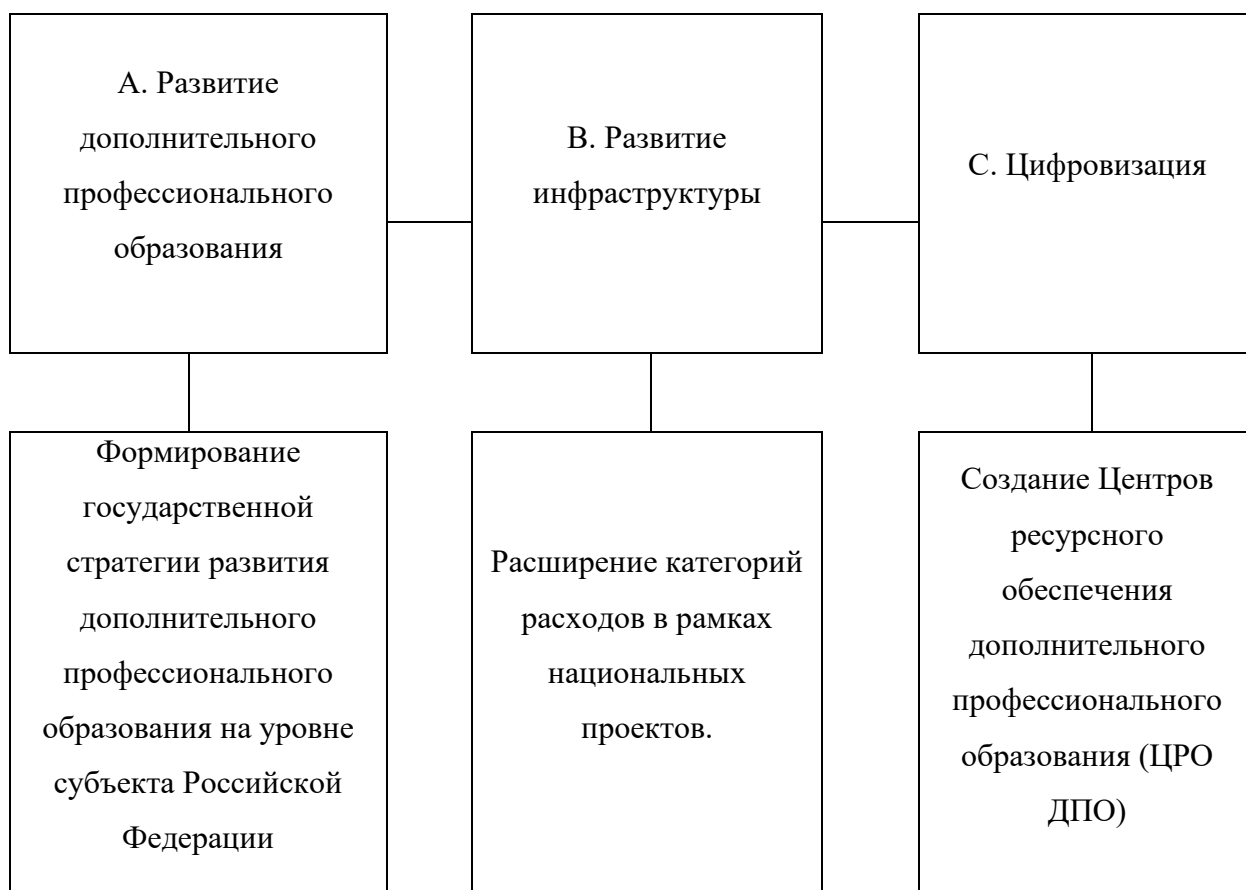 А. Развитие
дополнительного
профессионального
образования
В. Развитие
инфраструктуры
С. Цифровизация
Формирование
государственной
стратегии развития
дополнительного
профессионального
образования на уровне
субъекта Российской
Федерации
Расширение категорий
расходов в рамках
национальных
проектов.
Создание Центров
ресурсного
обеспечения
дополнительного
профессионального
образования (ЦРО
ДПО)